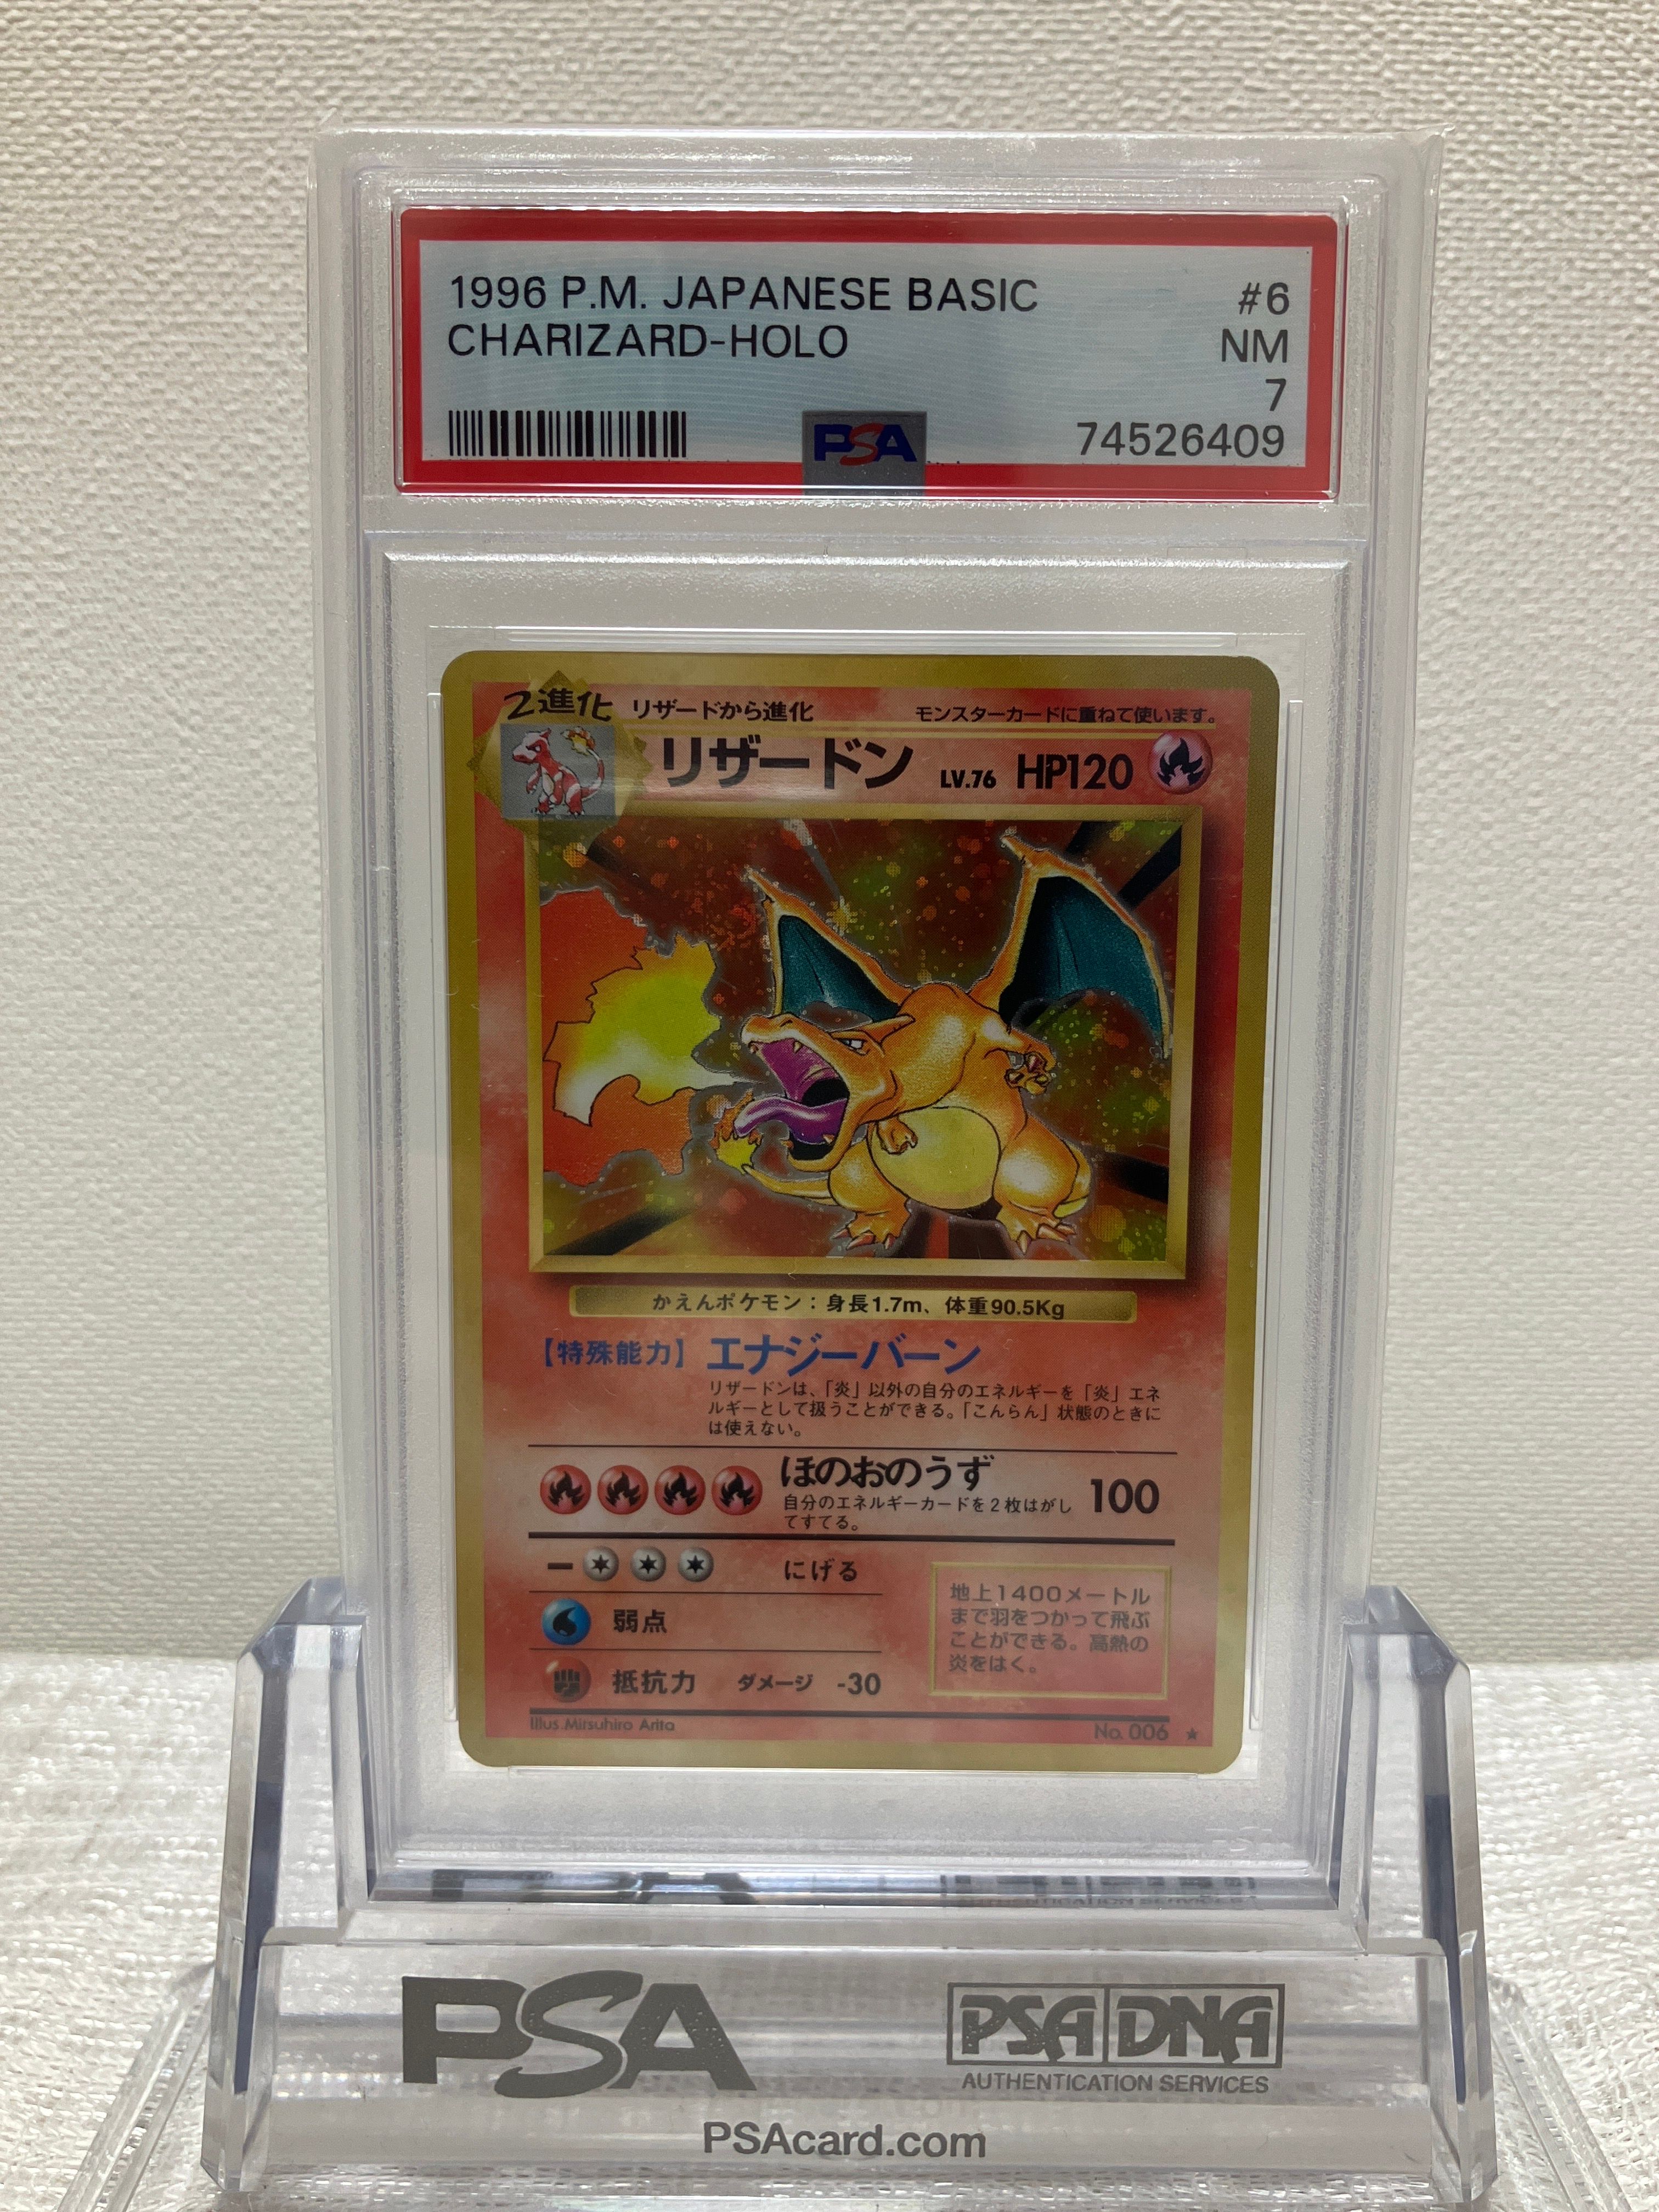 1996 P.M. JAPANESE BASIC #6
CHARIZARD-HOLO NM
7
PSA 74526409
2進化 リザードから進化 モンスターカードに重ねて使います。
リザードン LV.76 HP120
かえんポケモン：身長1.7m、体重90.5Kg
【特殊能力】エナジーバーン
リザードンは、「炎」以外の自分のエネルギーを「炎」エネ
ルギーとして扱うことができる。「こんらん」状態のときに
は使えない。
ほのおのうず 100
自分のエネルギーカードを2枚はがし
てすてる。
にげる
弱点
抵抗力 ダメージ -30
地上1400メートル
まで羽をつかって飛ぶ
ことができる。高熱の
炎をはく。
Illus. Mitsuhiro Arita No. 006 ★
PSA PSA DNA
AUTHENTICATION SERVICES
PSAcard.com